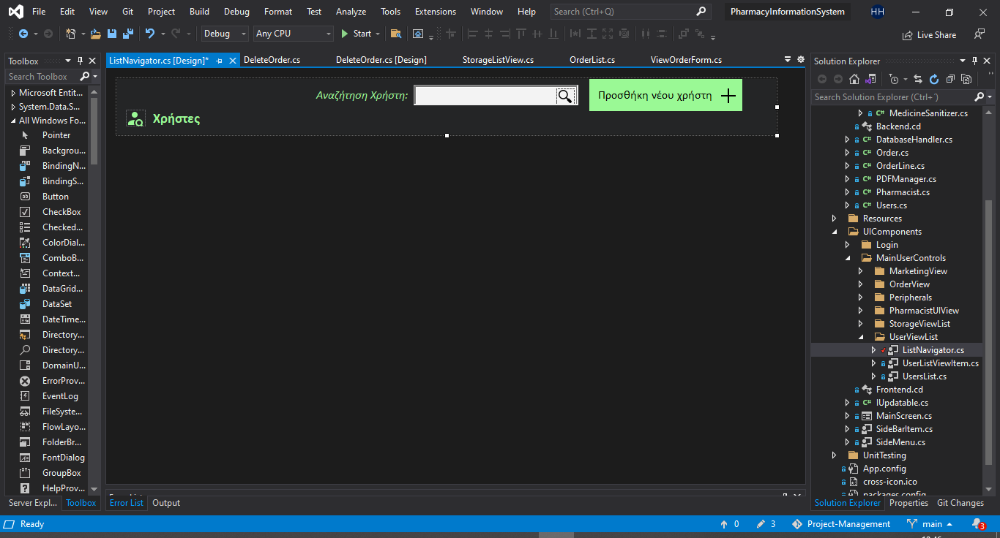 File Edit View Git Project Build Debug Format Test Analyze Tools Extensions Window Help Search (Ctrl+Q) PharmacyInformationSystem HH
Debug Any CPU Start Live Share
Toolbox
Search Toolbox
Microsoft Entit...
System.Data.S...
All Windows Fo...
Pointer
Backgrou...
BindingN...
BindingS...
Button
CheckBox
Checked...
ColorDial...
ComboB...
Context...
DataGrid...
DataSet
DateTime...
Directory...
Directory...
DomainU...
ErrorProv...
EventLog
FileSyste...
FlowLayo...
FolderBr...
FontDialog
GroupBox
HelpProv...
Server Expl... Toolbox
ListNavigator.cs [Design]* DeleteOrder.cs DeleteOrder.cs [Design] StorageListView.cs OrderList.cs ViewOrderForm.cs
Αναζήτηση Χρήστη: Προσθήκη νέου χρήστη
Χρήστες
Error List Output
Solution Explorer
Search Solution Explorer (Ctrl+¨)
MedicineSanitizer.cs
Backend.cd
DatabaseHandler.cs
Order.cs
OrderLine.cs
PDFManager.cs
Pharmacist.cs
Users.cs
Resources
UIComponents
Login
MainUserControls
MarketingView
OrderView
Peripherals
PharmacistUIView
StorageViewList
UserViewList
ListNavigator.cs
UserListViewItem.cs
UsersList.cs
Frontend.cd
IUpdatable.cs
MainScreen.cs
SideBarItem.cs
SideMenu.cs
UnitTesting
App.config
cross-icon.ico
packages.config
Solution Explorer Properties Git Changes
Ready 0 3 Project-Management main 3